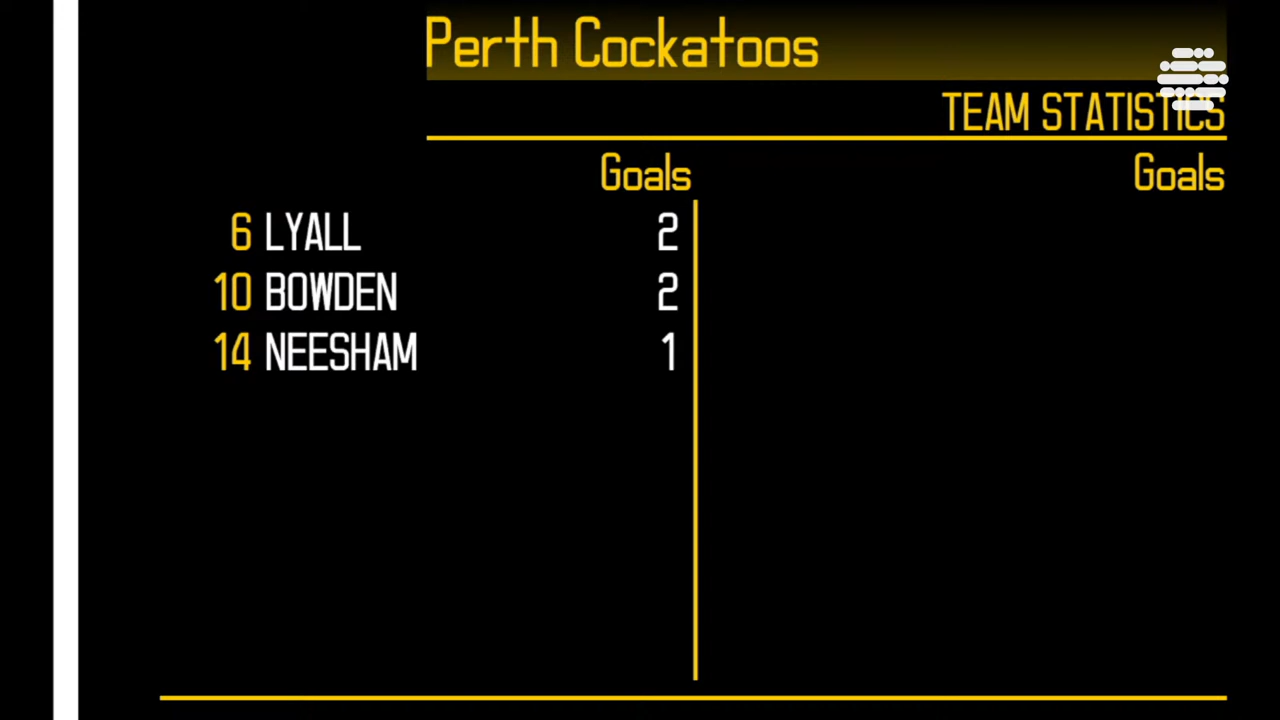 Perth Cockatoos
TEAM STATISTICS
Goals Goals
6 LYALL 2
10 BOWDEN 2
14 NEESHAM 1